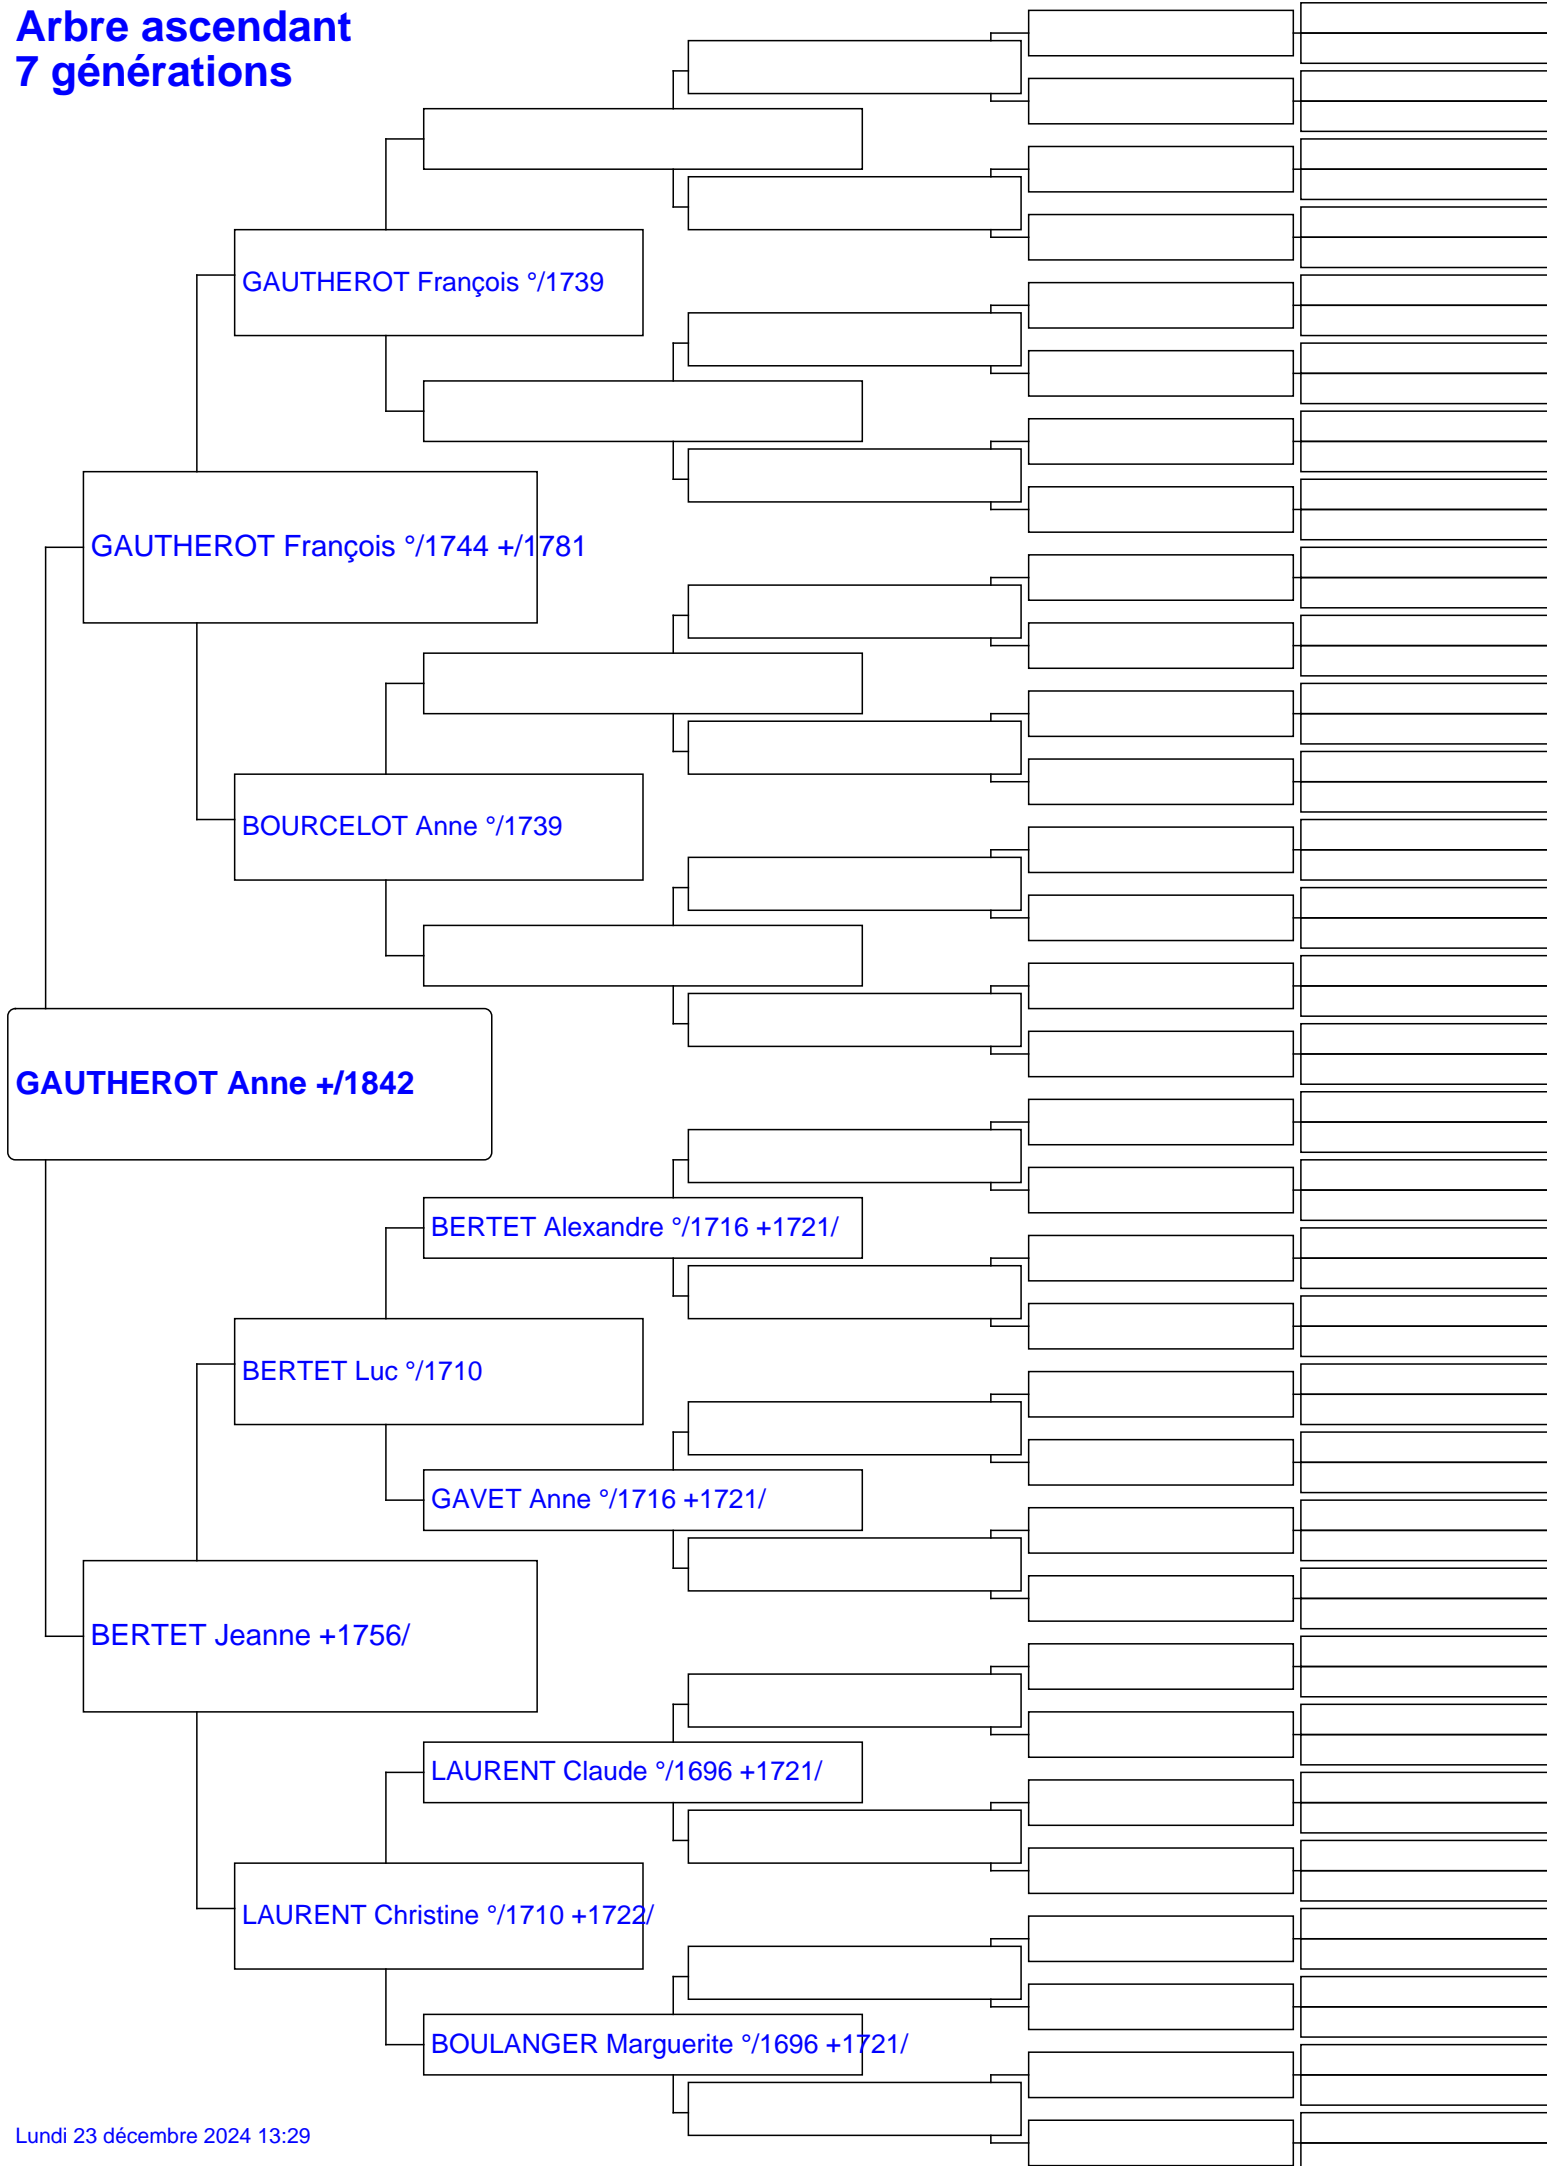 Arbre ascendant
7 générations
GAUTHEROT François °/1739
GAUTHEROT François °/1744 +/1781
BOURCELOT Anne °/1739
GAUTHEROT Anne +/1842
BERTET Alexandre °/1716 +1721/
BERTET Luc °/1710
GAVET Anne °/1716 +1721/
BERTET Jeanne +1756/
LAURENT Claude °/1696 +1721/
LAURENT Christine °/1710 +1722/
BOULANGER Marguerite °/1696 +1721/
Lundi 23 décembre 2024 13:29